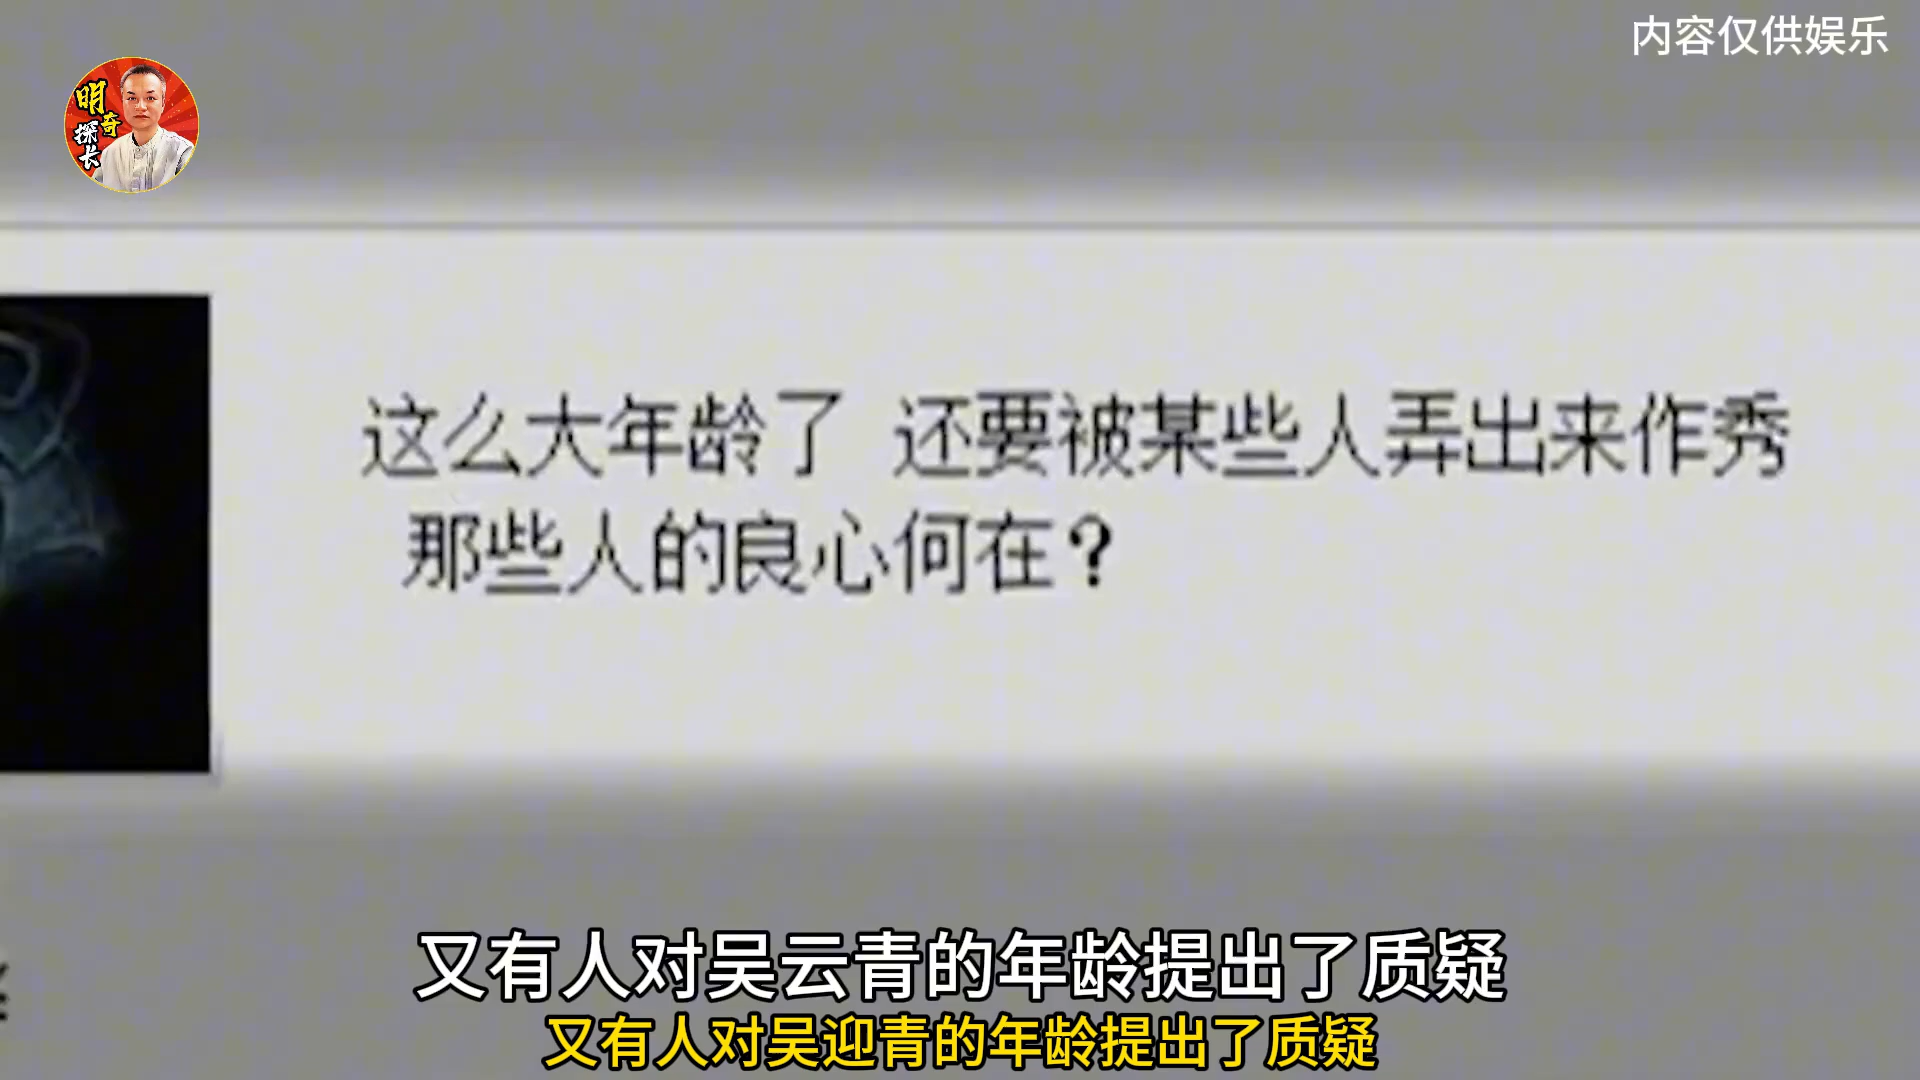 内容仅供娱乐
明奇探长
这么大年龄了 还要被某些人弄出来作秀
那些人的良心何在？
又有人对吴云青的年龄提出了质疑
又有人对吴迎青的年龄提出了质疑